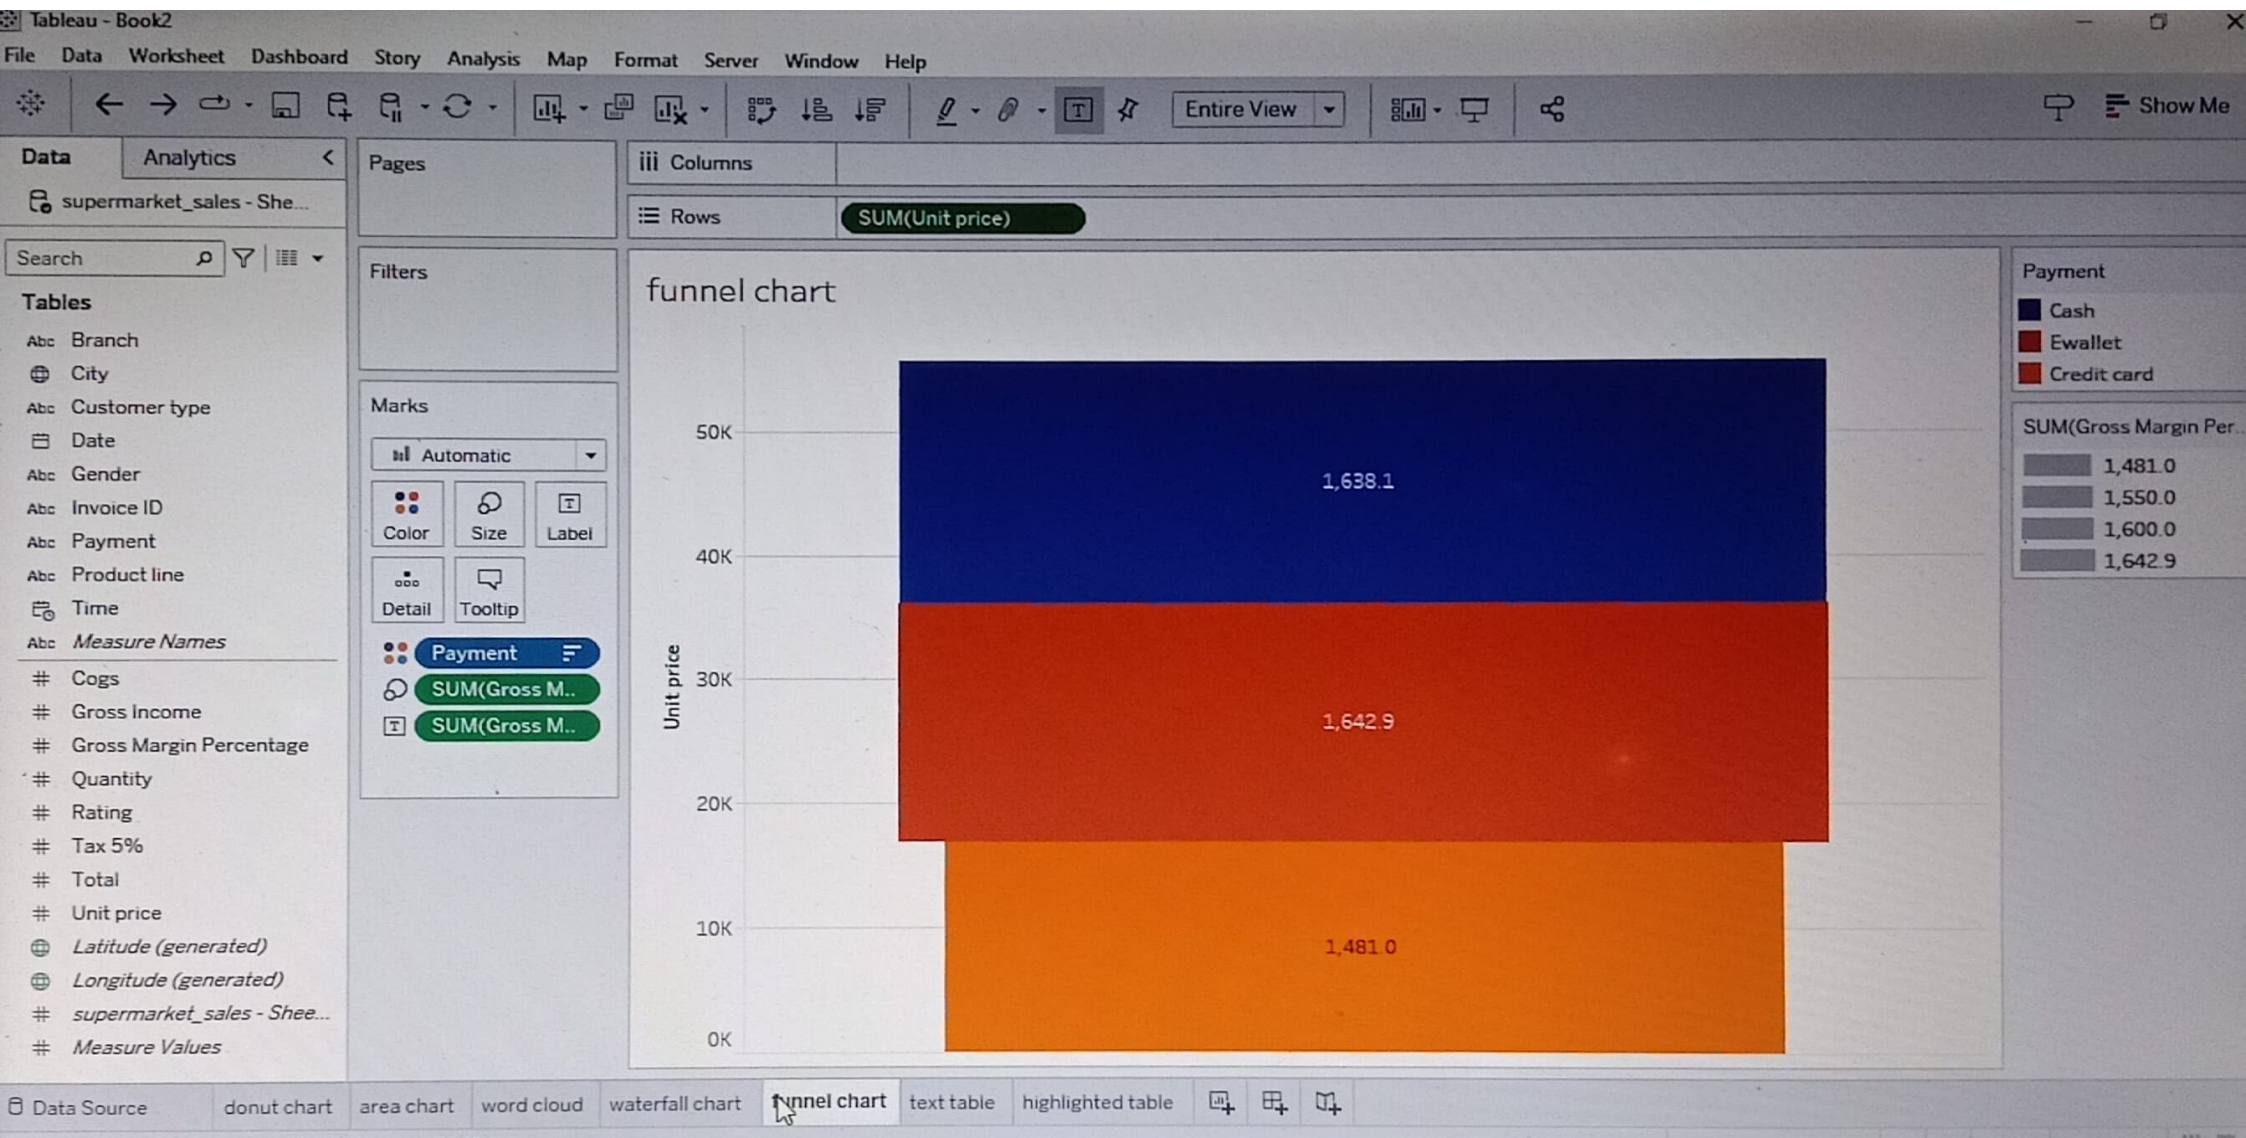 Tableau - Book2
File Data Worksheet Dashboard Story Analysis Map Format Server Window Help
Entire View
Show Me
Data Analytics
supermarket_sales - She...
Search
Tables
Abc Branch
City
Abc Customer type
Date
Abc Gender
Abc Invoice ID
Abc Payment
Abc Product line
Time
Abc Measure Names
# Cogs
# Gross Income
# Gross Margin Percentage
# Quantity
# Rating
# Tax 5%
# Total
# Unit price
Latitude (generated)
Longitude (generated)
# supermarket_sales - Shee...
# Measure Values
Pages
Filters
Marks
Automatic
Color Size Label
Detail Tooltip
Payment
SUM(Gross M..
SUM(Gross M..
Columns
Rows SUM(Unit price)
funnel chart
Unit price
50K
40K
30K
20K
10K
0K
1,638.1
1,642.9
1,481.0
Payment
Cash
Ewallet
Credit card
SUM(Gross Margin Per..
1,481.0
1,550.0
1,600.0
1,642.9
Data Source donut chart area chart word cloud waterfall chart funnel chart text table highlighted table